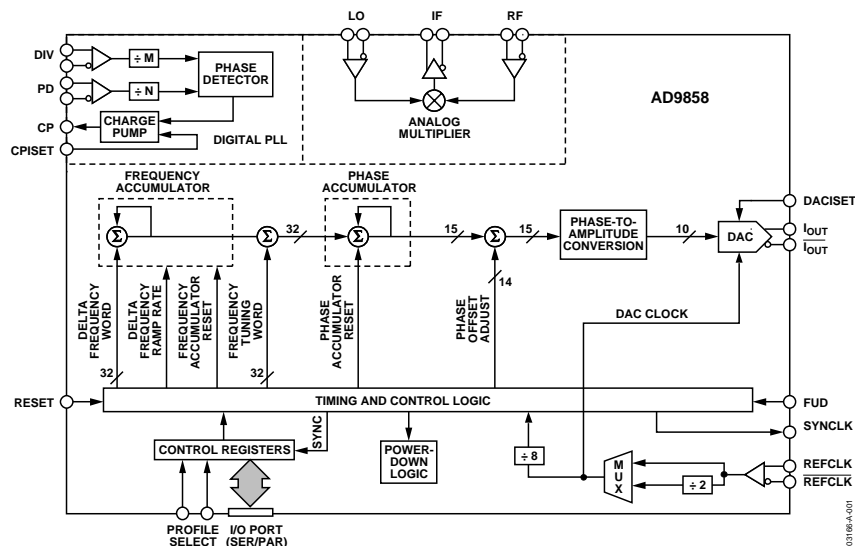 LO
IF
RF
DIV
÷ M
PHASE
DETECTOR
PD
÷ N
CP
CHARGE
PUMP
DIGITAL PLL
CPISET
ANALOG
MULTIPLIER
AD9858
FREQUENCY
ACCUMULATOR
PHASE
ACCUMULATOR
Σ
Σ
32
Σ
15
Σ
15
PHASE-TO-
AMPLITUDE
CONVERSION
10
DAC
DACISET
IOUT
IOUT
14
DELTA
FREQUENCY
WORD
DELTA
FREQUENCY
RAMP RATE
FREQUENCY
ACCUMULATOR
RESET
FREQUENCY
TUNING
WORD
PHASE
ACCUMULATOR
RESET
PHASE
OFFSET
ADJUST
DAC CLOCK
32
32
RESET
TIMING AND CONTROL LOGIC
FUD
SYNCLK
SYNC
CONTROL REGISTERS
POWER-
DOWN
LOGIC
÷ 8
MUX
÷ 2
REFCLK
REFCLK
PROFILE
SELECT
I/O PORT
(SER/PAR)
03166-A-001